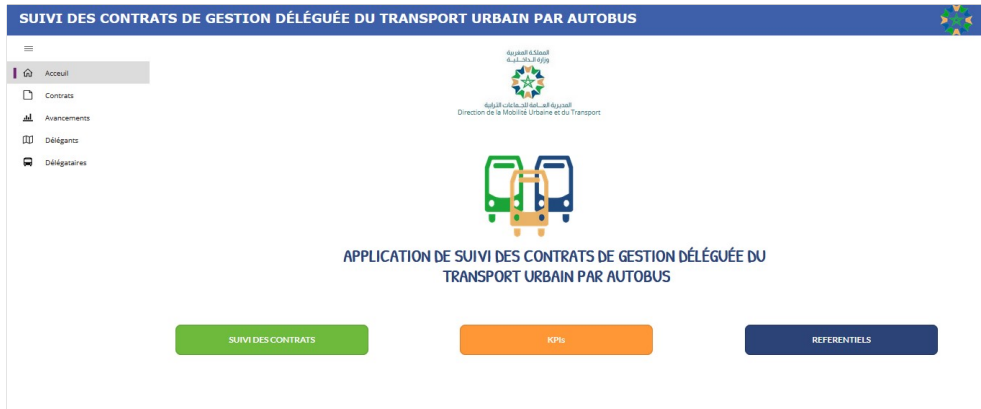 SUIVI DES CONTRATS DE GESTION DÉLÉGUÉE DU TRANSPORT URBAIN PAR AUTOBUS
Acceuil
Contrats
Avancements
Délégants
Délégataires
المملكة المغربية
وزارة الداخلية
المديرية العامة للجماعات الترابية
Direction de la Mobilité Urbaine et du Transport
APPLICATION DE SUIVI DES CONTRATS DE GESTION DÉLÉGUÉE DU
TRANSPORT URBAIN PAR AUTOBUS
SUIVI DES CONTRATS
KPIs
REFERENTIELS